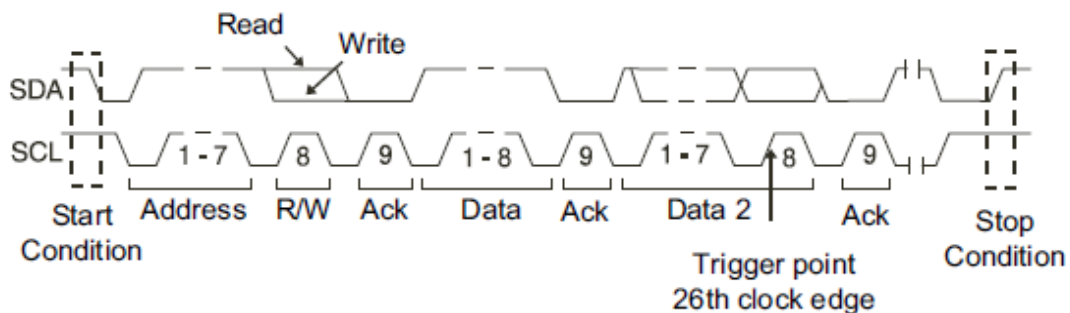 Read
Write
SDA
SCL
1 - 7 8 9 1 - 8 9 1 - 7 8 9
Start
Condition
Address R/W Ack Data Ack Data 2 Ack
Stop
Condition
Trigger point
26th clock edge